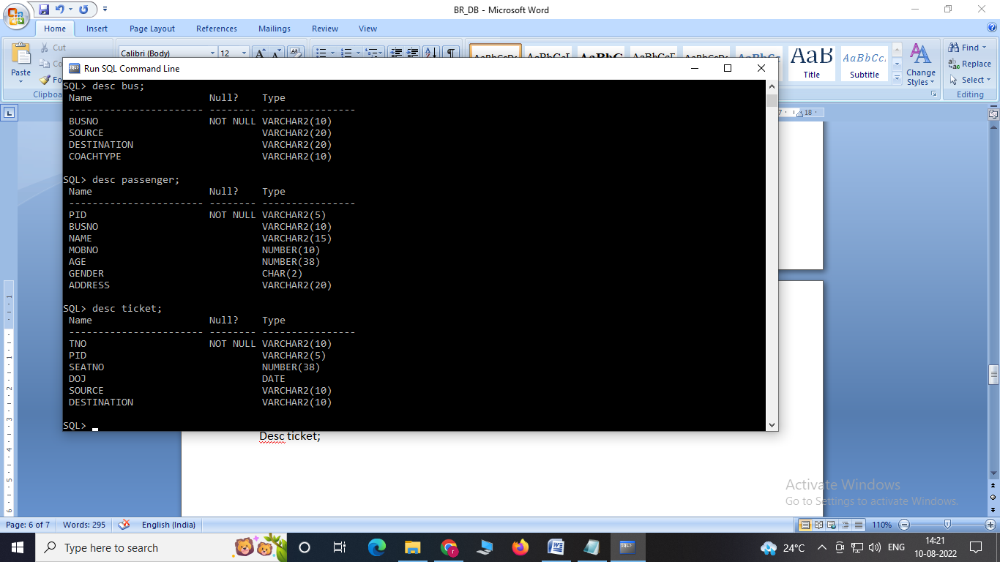 BR_DB - Microsoft Word
Home Insert Page Layout References Mailings Review View
Paste
Cut
Calibri (Body) 12
AaB Title
AaBbCc. Subtitle
Change Styles
Find
Replace
Select
Editing
Run SQL Command Line
SQL> desc bus;
Name Null? Type
----------------------- -------- ----------------
BUSNO NOT NULL VARCHAR2(10)
SOURCE VARCHAR2(20)
DESTINATION VARCHAR2(20)
COACHTYPE VARCHAR2(10)
SQL> desc passenger;
Name Null? Type
----------------------- -------- ----------------
PID NOT NULL VARCHAR2(5)
BUSNO VARCHAR2(10)
NAME VARCHAR2(15)
MOBNO NUMBER(10)
AGE NUMBER(38)
GENDER CHAR(2)
ADDRESS VARCHAR2(20)
SQL> desc ticket;
Name Null? Type
----------------------- -------- ----------------
TNO NOT NULL VARCHAR2(10)
PID VARCHAR2(5)
SEATNO NUMBER(38)
DOJ DATE
SOURCE VARCHAR2(10)
DESTINATION VARCHAR2(10)
SQL>
Desc ticket;
Activate Windows
Go to Settings to activate Windows.
Page: 6 of 7 Words: 295 English (India) 110%
Type here to search
24°C ENG
14:21
10-08-2022